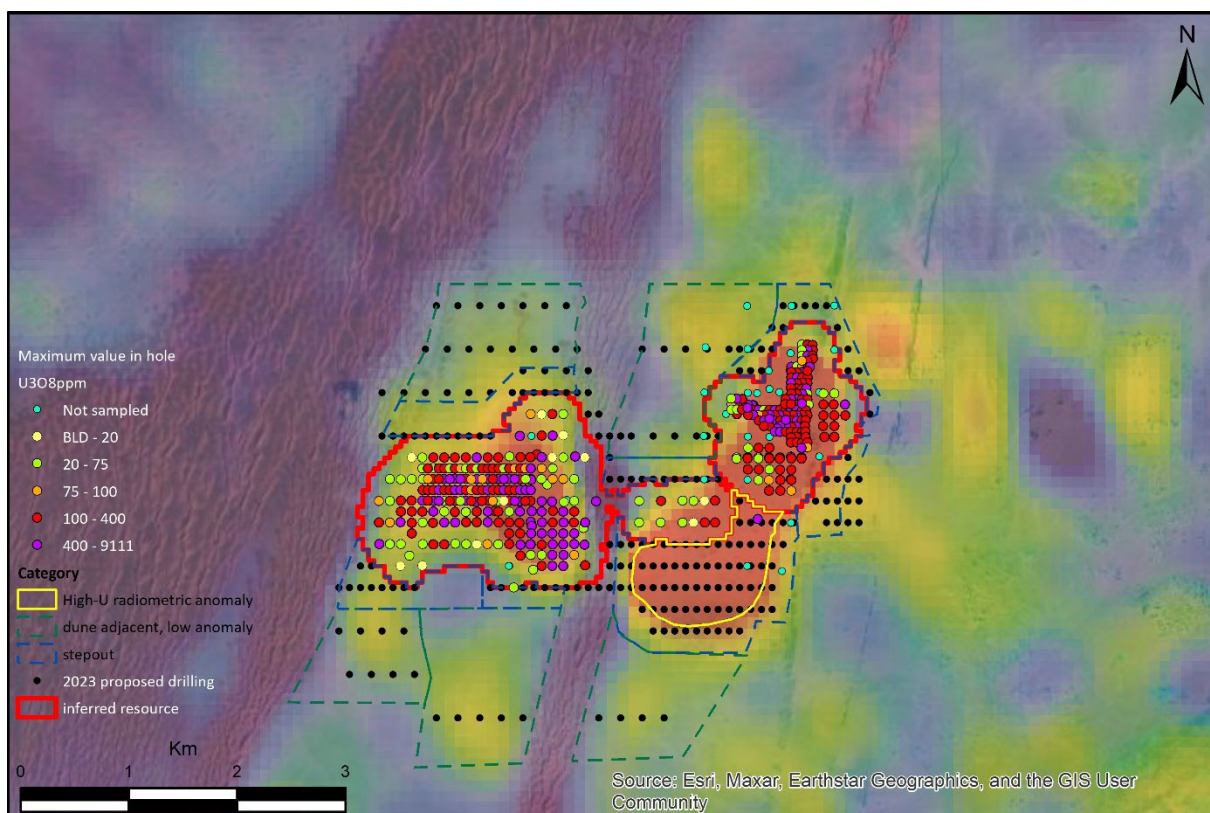 N
Maximum value in hole
U3O8ppm
Not sampled
BLD - 20
20 - 75
75 - 100
100 - 400
400 - 9111
Category
High-U radiometric anomaly
dune adjacent, low anomaly
stepout
2023 proposed drilling
inferred resource
Km
0 1 2 3
Source: Esri, Maxar, Earthstar Geographics, and the GIS User
Community